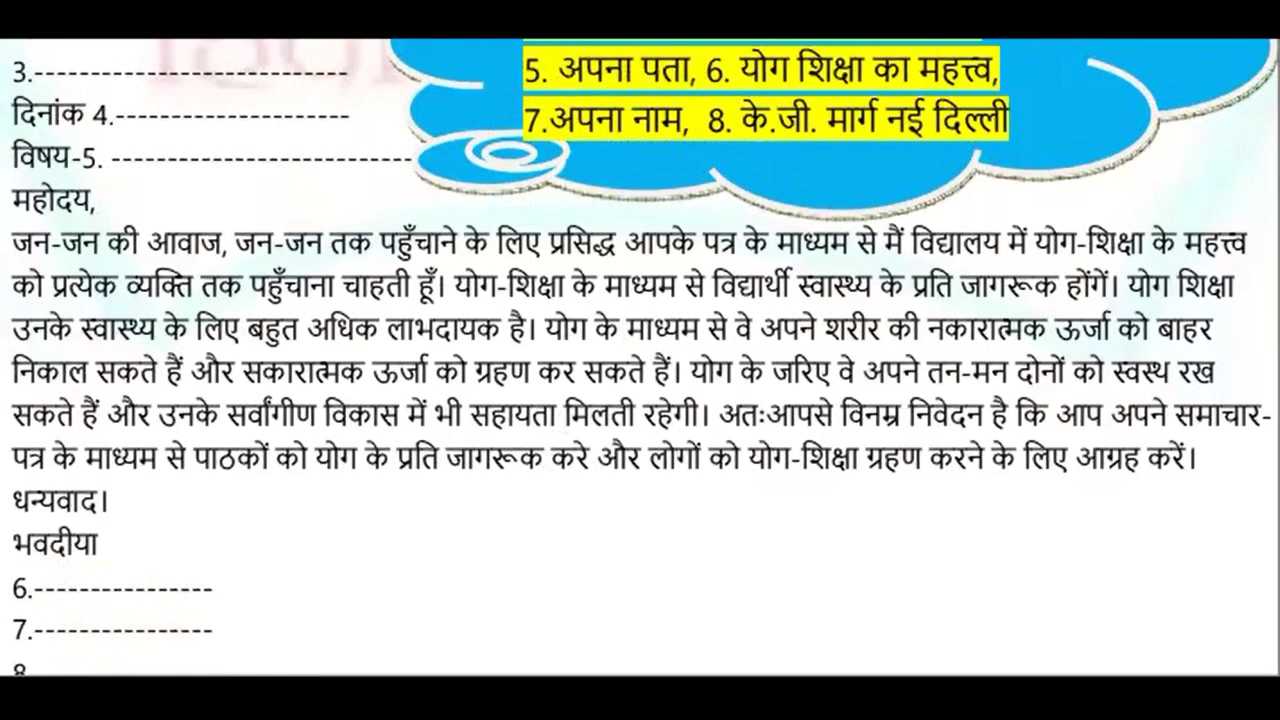 3.-----------------------------
5. अपना पता, 6. योग शिक्षा का महत्त्व,
दिनांक 4.----------------------
7.अपना नाम,  8. के.जी. मार्ग नई दिल्ली
विषय-5. ----------------------------
महोदय,
जन-जन की आवाज, जन-जन तक पहुँचाने के लिए प्रसिद्ध आपके पत्र के माध्यम से मैं विद्यालय में योग-शिक्षा के महत्त्व
को प्रत्येक व्यक्ति तक पहुँचाना चाहती हूँ। योग-शिक्षा के माध्यम से विद्यार्थी स्वास्थ्य के प्रति जागरूक होंगें। योग शिक्षा
उनके स्वास्थ्य के लिए बहुत अधिक लाभदायक है। योग के माध्यम से वे अपने शरीर की नकारात्मक ऊर्जा को बाहर
निकाल सकते हैं और सकारात्मक ऊर्जा को ग्रहण कर सकते हैं। योग के जरिए वे अपने तन-मन दोनों को स्वस्थ रख
सकते हैं और उनके सर्वांगीण विकास में भी सहायता मिलती रहेगी। अतःआपसे विनम्र निवेदन है कि आप अपने समाचार-
पत्र के माध्यम से पाठकों को योग के प्रति जागरूक करे और लोगों को योग-शिक्षा ग्रहण करने के लिए आग्रह करें।
धन्यवाद।
भवदीया
6.----------------
7.----------------